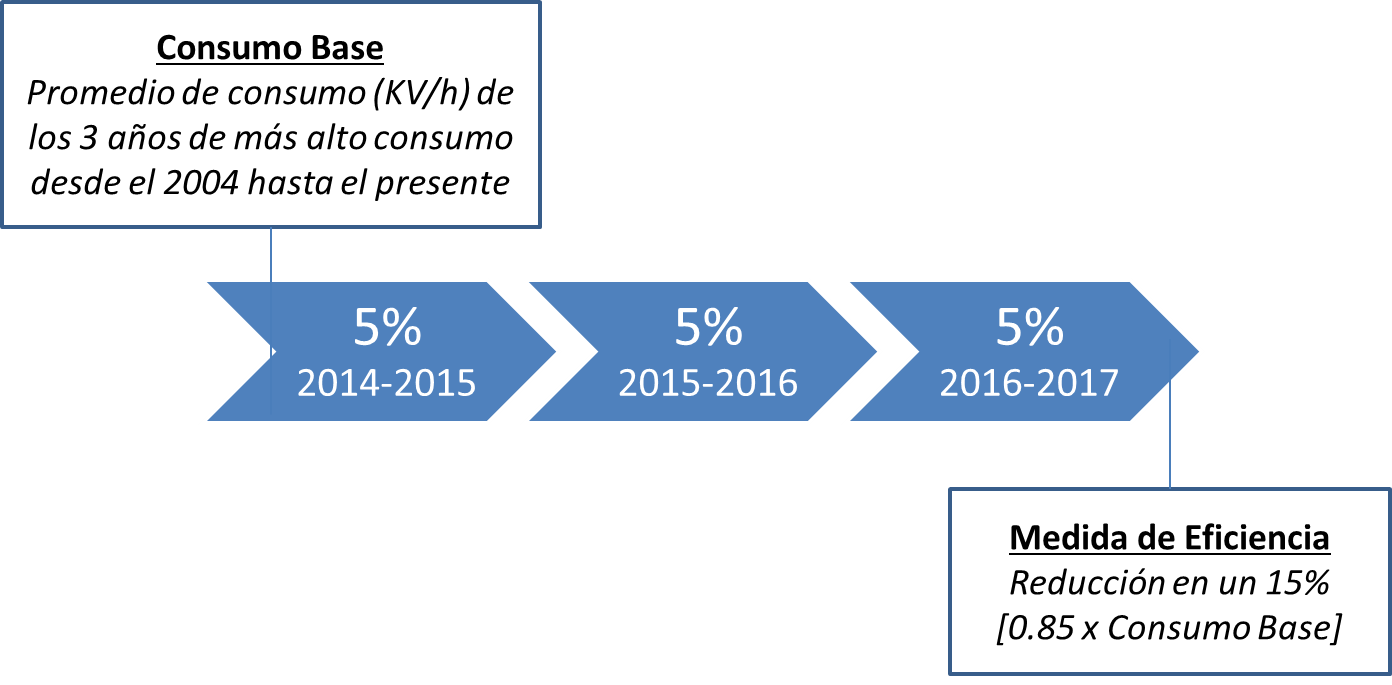 Consumo Base
Promedio de consumo (KV/h) de
los 3 años de más alto consumo
desde el 2004 hasta el presente
5%
2014-2015
5%
2015-2016
5%
2016-2017
Medida de Eficiencia
Reducción en un 15%
[0.85 x Consumo Base]